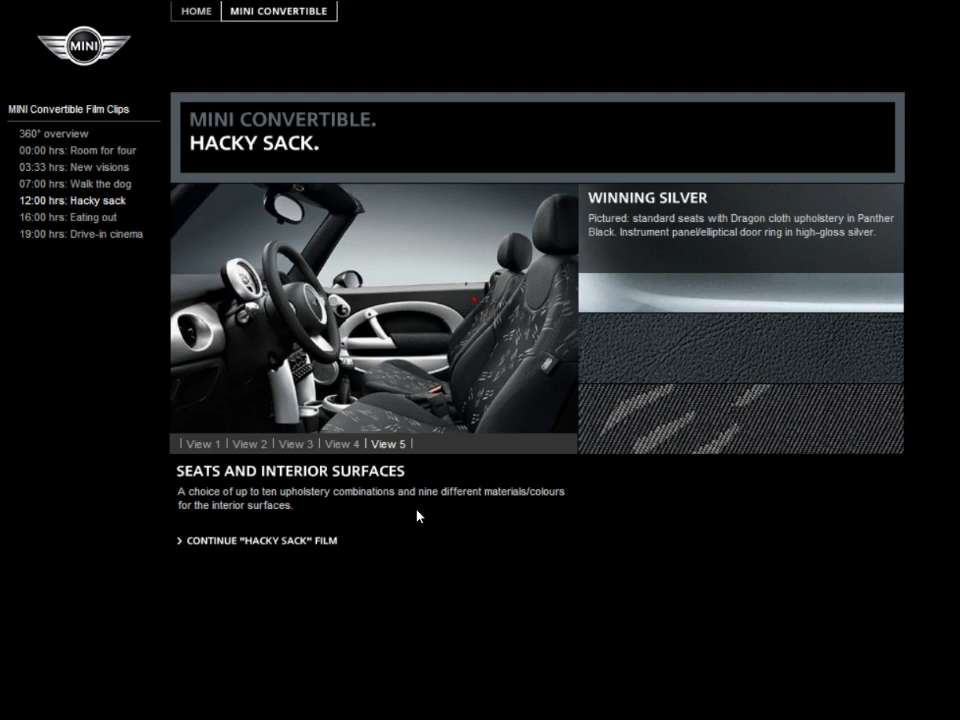 HOME
MINI CONVERTIBLE
MINI
MINI Convertible Film Clips
360° overview
00:00 hrs: Room for four
03:33 hrs: New visions
07:00 hrs: Walk the dog
12:00 hrs: Hacky sack
16:00 hrs: Eating out
19:00 hrs: Drive-in cinema
MINI CONVERTIBLE.
HACKY SACK.
WINNING SILVER
Pictured: standard seats with Dragon cloth upholstery in Panther
Black. Instrument panel/elliptical door ring in high-gloss silver.
| View 1 | View 2 | View 3 | View 4 | View 5 |
SEATS AND INTERIOR SURFACES
A choice of up to ten upholstery combinations and nine different materials/colours
for the interior surfaces.
CONTINUE "HACKY SACK" FILM